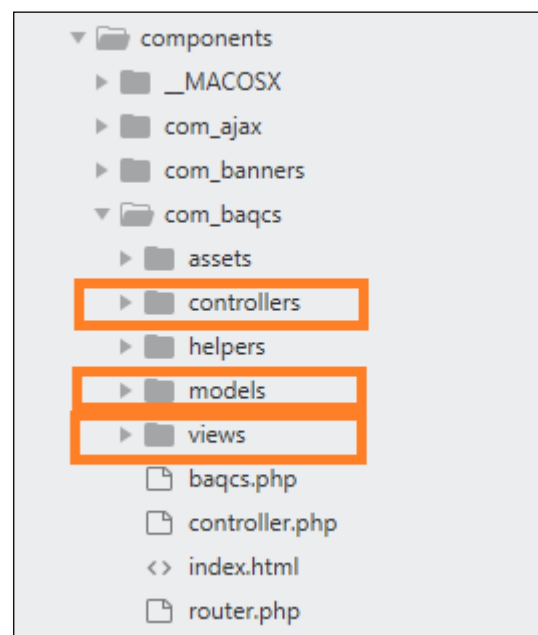 components
__MACOSX
com_ajax
com_banners
com_baqcs
assets
controllers
helpers
models
views
baqcs.php
controller.php
index.html
router.php